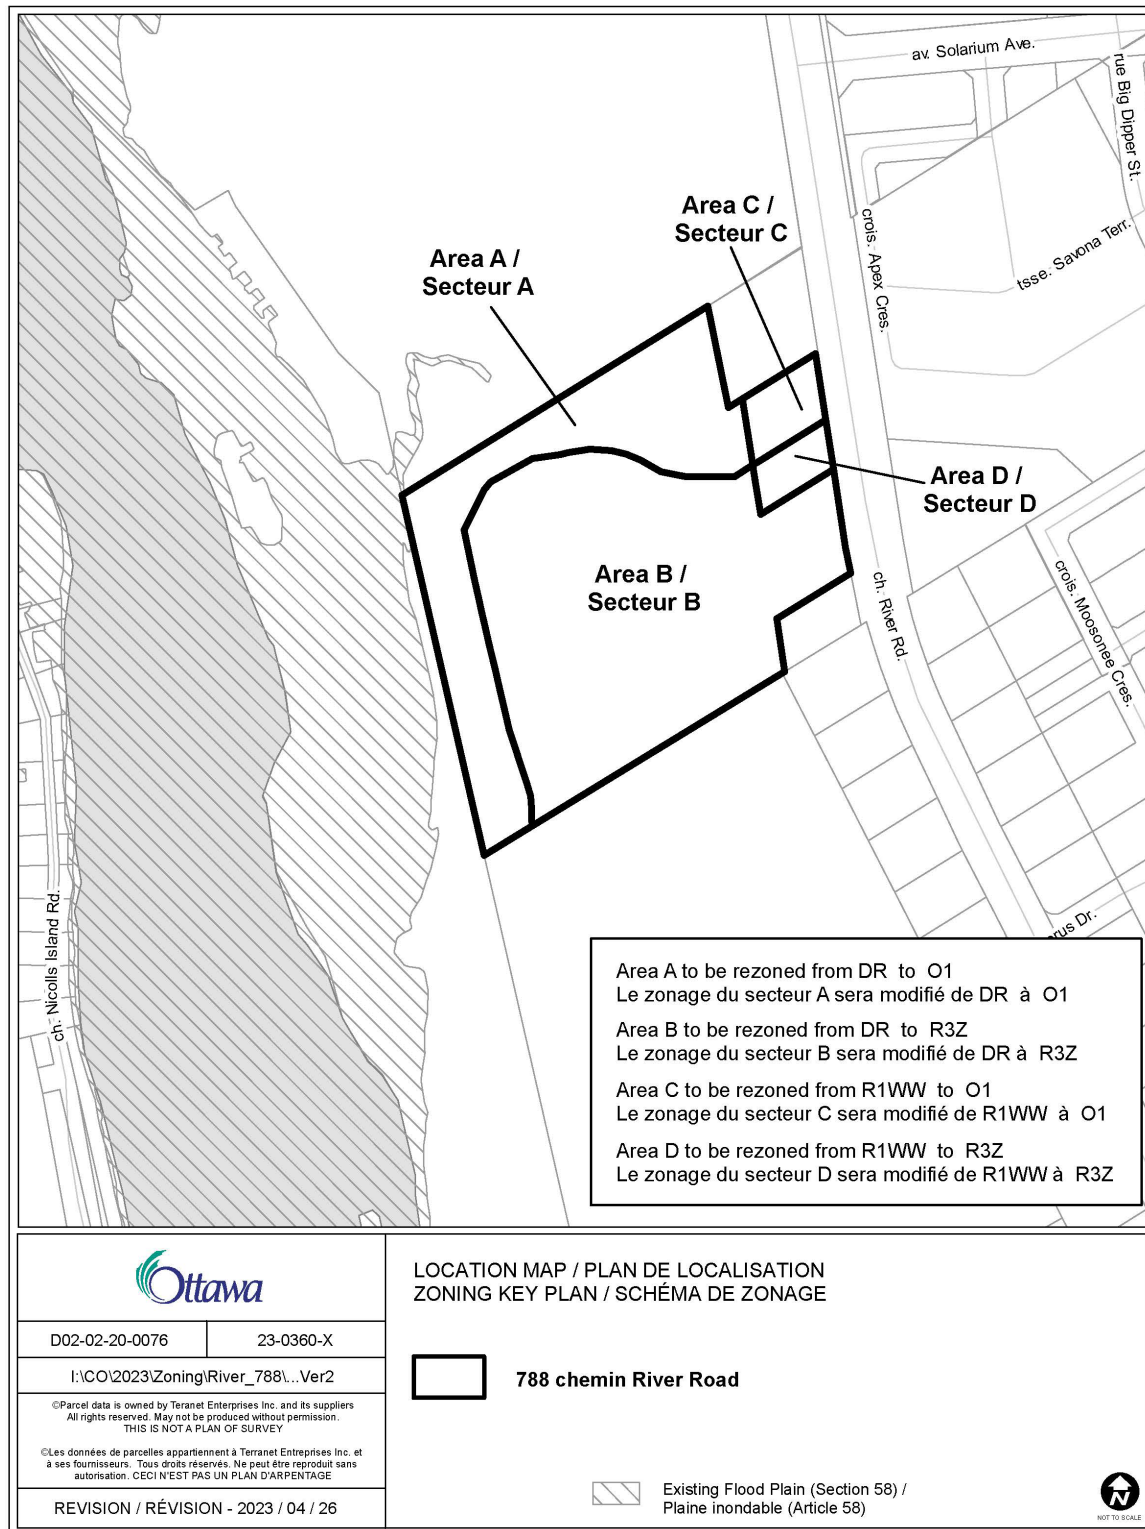 av. Solarium Ave.
rue Big Dipper St.
Area C /
Secteur C
crois. Apex Cres.
tsse. Savona Terr.
Area A /
Secteur A
Area D /
Secteur D
Area B /
Secteur B
ch. River Rd.
crois. Moosonee Cres.
ch. Nicolls Island Rd.
rus Dr.
Area A to be rezoned from DR to O1
Le zonage du secteur A sera modifié de DR à O1
Area B to be rezoned from DR to R3Z
Le zonage du secteur B sera modifié de DR à R3Z
Area C to be rezoned from R1WW to O1
Le zonage du secteur C sera modifié de R1WW à O1
Area D to be rezoned from R1WW to R3Z
Le zonage du secteur D sera modifié de R1WW à R3Z
Ottawa
D02-02-20-0076
23-0360-X
I:\CO\2023\Zoning\River_788\...Ver2
©Parcel data is owned by Teranet Enterprises Inc. and its suppliers
All rights reserved. May not be produced without permission.
THIS IS NOT A PLAN OF SURVEY
©Les données de parcelles appartiennent à Terranet Entreprises Inc. et
à ses fournisseurs. Tous droits réservés. Ne peut être reproduit sans
autorisation. CECI N'EST PAS UN PLAN D'ARPENTAGE
REVISION / RÉVISION - 2023 / 04 / 26
LOCATION MAP / PLAN DE LOCALISATION
ZONING KEY PLAN / SCHÉMA DE ZONAGE
788 chemin River Road
Existing Flood Plain (Section 58) /
Plaine inondable (Article 58)
N
NOT TO SCALE